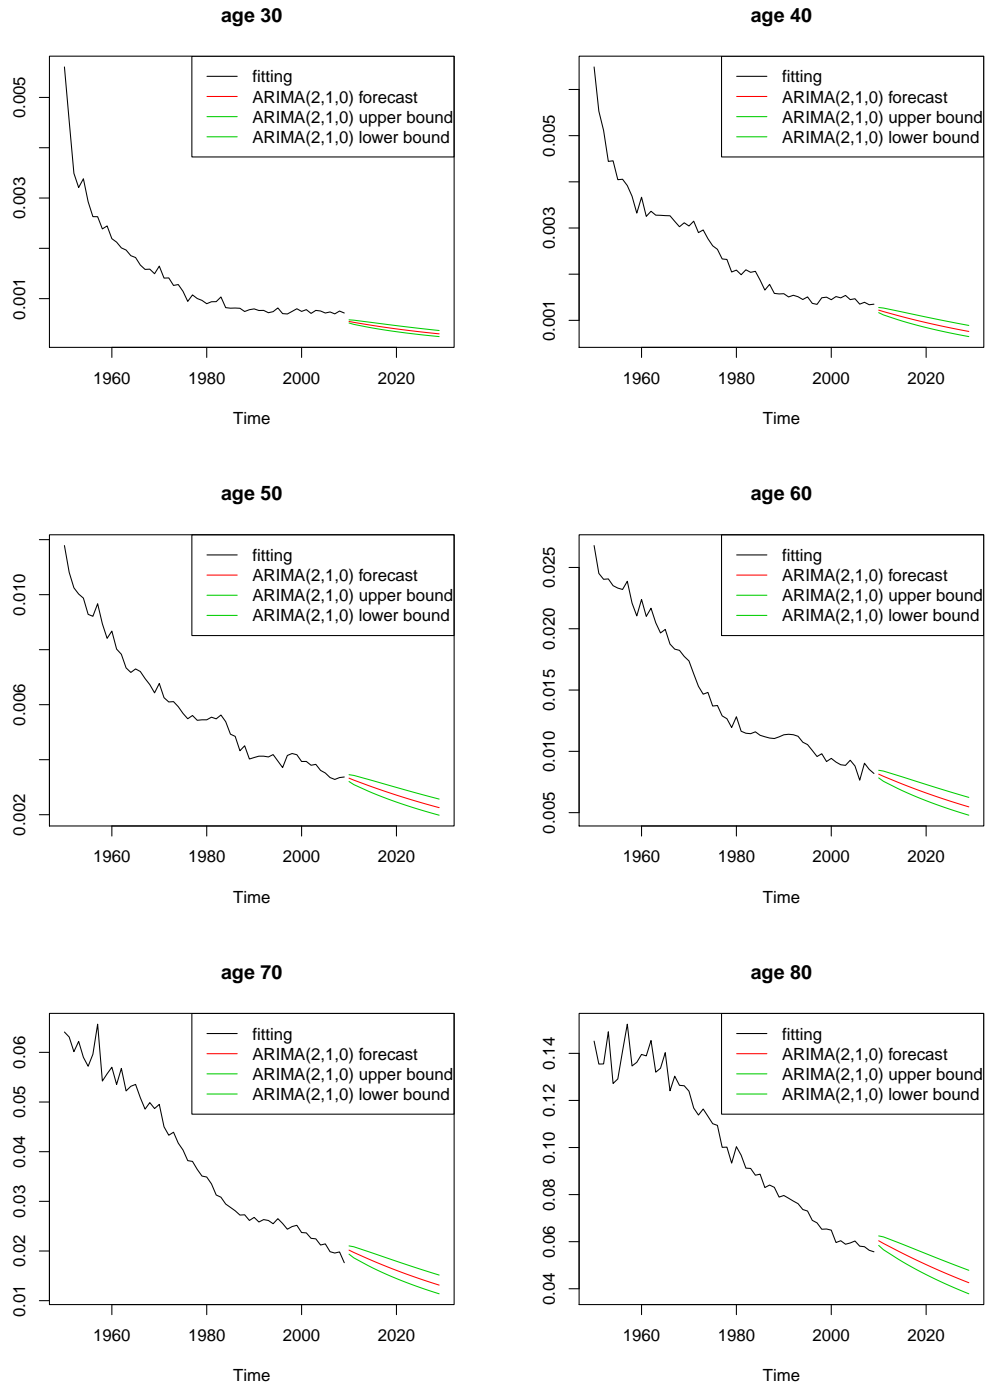 age 30
fitting
ARIMA(2,1,0) forecast
ARIMA(2,1,0) upper bound
ARIMA(2,1,0) lower bound
0.005
0.003
0.001
1960 1980 2000 2020
Time
age 40
fitting
ARIMA(2,1,0) forecast
ARIMA(2,1,0) upper bound
ARIMA(2,1,0) lower bound
0.005
0.003
0.001
1960 1980 2000 2020
Time
age 50
fitting
ARIMA(2,1,0) forecast
ARIMA(2,1,0) upper bound
ARIMA(2,1,0) lower bound
0.010
0.006
0.002
1960 1980 2000 2020
Time
age 60
fitting
ARIMA(2,1,0) forecast
ARIMA(2,1,0) upper bound
ARIMA(2,1,0) lower bound
0.025
0.020
0.015
0.010
0.005
1960 1980 2000 2020
Time
age 70
fitting
ARIMA(2,1,0) forecast
ARIMA(2,1,0) upper bound
ARIMA(2,1,0) lower bound
0.06
0.05
0.04
0.03
0.02
0.01
1960 1980 2000 2020
Time
age 80
fitting
ARIMA(2,1,0) forecast
ARIMA(2,1,0) upper bound
ARIMA(2,1,0) lower bound
0.14
0.12
0.10
0.08
0.06
0.04
1960 1980 2000 2020
Time